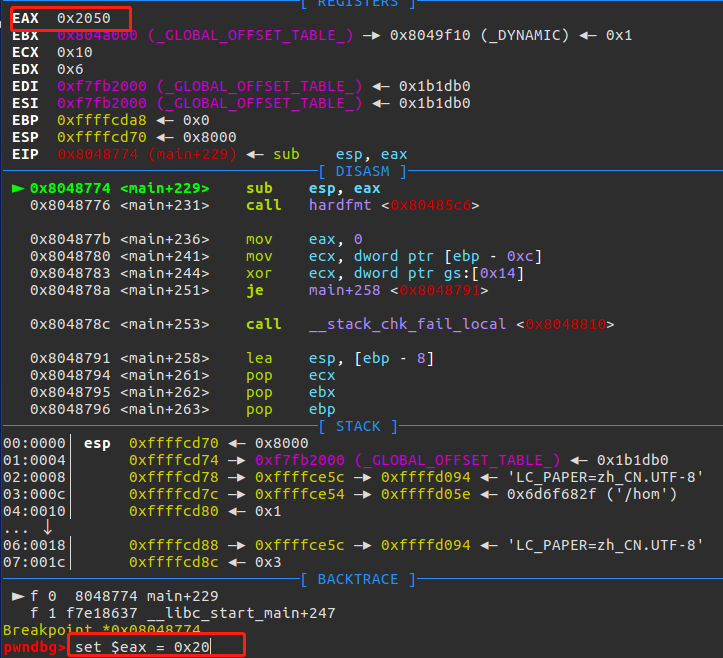 [ REGISTERS ]
EAX 0x2050
EBX 0x804a000 (_GLOBAL_OFFSET_TABLE_) —▸ 0x8049f10 (_DYNAMIC) ◂— 0x1
ECX 0x10
EDX 0x6
EDI 0xf7fb2000 (_GLOBAL_OFFSET_TABLE_) ◂— 0x1b1db0
ESI 0xf7fb2000 (_GLOBAL_OFFSET_TABLE_) ◂— 0x1b1db0
EBP 0xffffcda8 ◂— 0x0
ESP 0xffffcd70 ◂— 0x8000
EIP 0x8048774 (main+229) ◂— sub esp, eax
[ DISASM ]
► 0x8048774 <main+229> sub esp, eax
0x8048776 <main+231> call hardfmt <0x80485c6>
0x804877b <main+236> mov eax, 0
0x8048780 <main+241> mov ecx, dword ptr [ebp - 0xc]
0x8048783 <main+244> xor ecx, dword ptr gs:[0x14]
0x804878a <main+251> je main+258 <0x8048791>
0x804878c <main+253> call __stack_chk_fail_local <0x8048810>
0x8048791 <main+258> lea esp, [ebp - 8]
0x8048794 <main+261> pop ecx
0x8048795 <main+262> pop ebx
0x8048796 <main+263> pop ebp
[ STACK ]
00:0000│ esp 0xffffcd70 ◂— 0x8000
01:0004│ 0xffffcd74 —▸ 0xf7fb2000 (_GLOBAL_OFFSET_TABLE_) ◂— 0x1b1db0
02:0008│ 0xffffcd78 —▸ 0xffffce5c —▸ 0xffffd094 ◂— 'LC_PAPER=zh_CN.UTF-8'
03:000c│ 0xffffcd7c —▸ 0xffffce54 —▸ 0xffffd05e ◂— 0x6d6f682f ('/hom')
04:0010│ 0xffffcd80 ◂— 0x1
... ↓
06:0018│ 0xffffcd88 —▸ 0xffffce5c —▸ 0xffffd094 ◂— 'LC_PAPER=zh_CN.UTF-8'
07:001c│ 0xffffcd8c ◂— 0x3
[ BACKTRACE ]
► f 0 8048774 main+229
f 1 f7e18637 __libc_start_main+247
Breakpoint *0x08048774
pwndbg> set $eax = 0x20